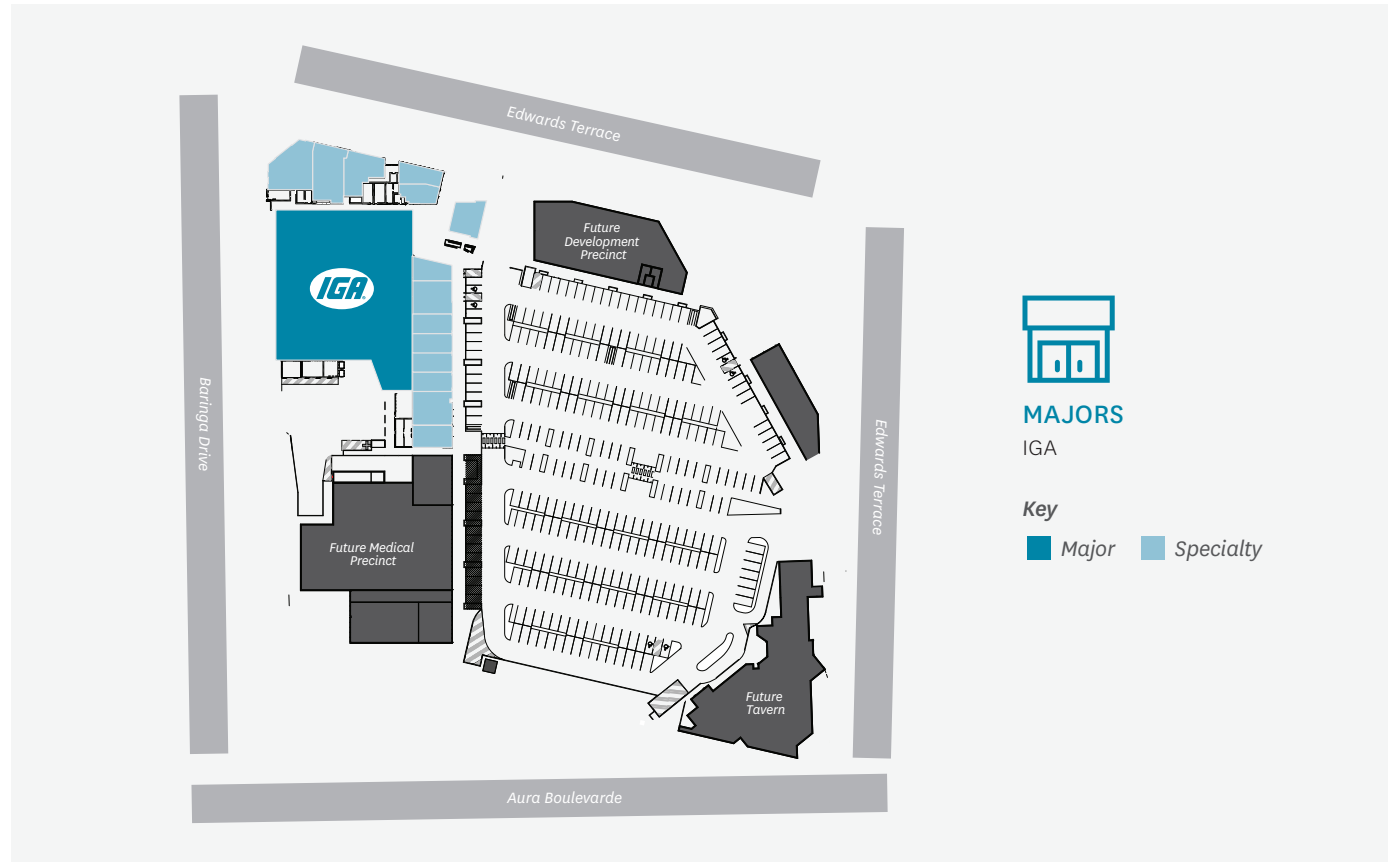 Edwards Terrace
Future
Development
Precinct
IGA
Baringa Drive
Edwards Terrace
Future Medical
Precinct
Future
Tavern
Aura Boulevarde
MAJORS
IGA
Key
Major
Specialty